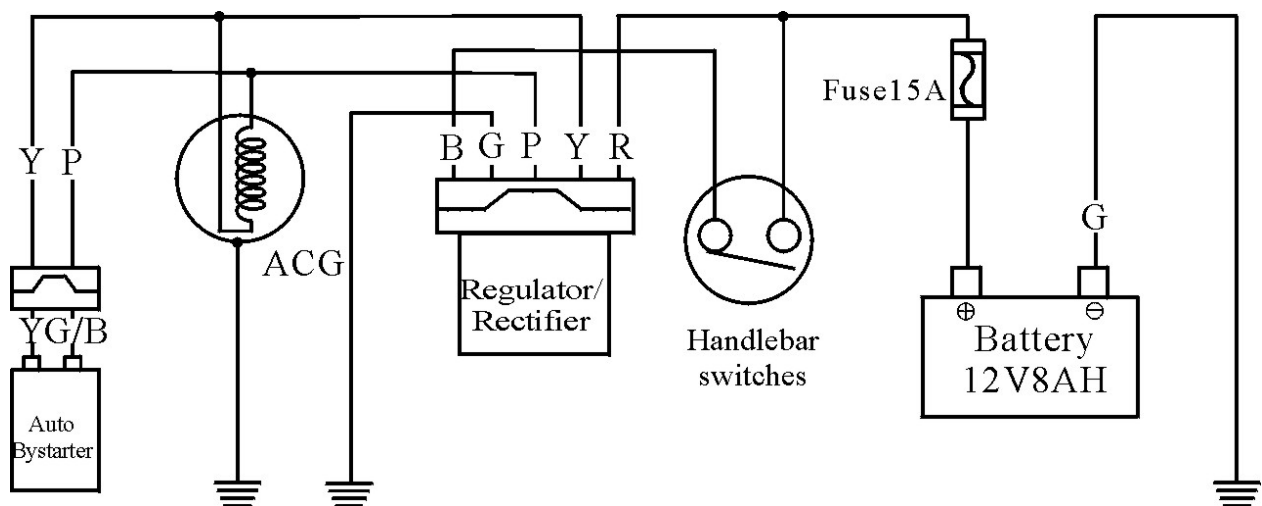 Y P
YG/B
Auto
Bystarter
ACG
B G P Y R
Regulator/
Rectifier
Handlebar
switches
Fuse15A
G
⊕ ⊖
Battery
12V8AH